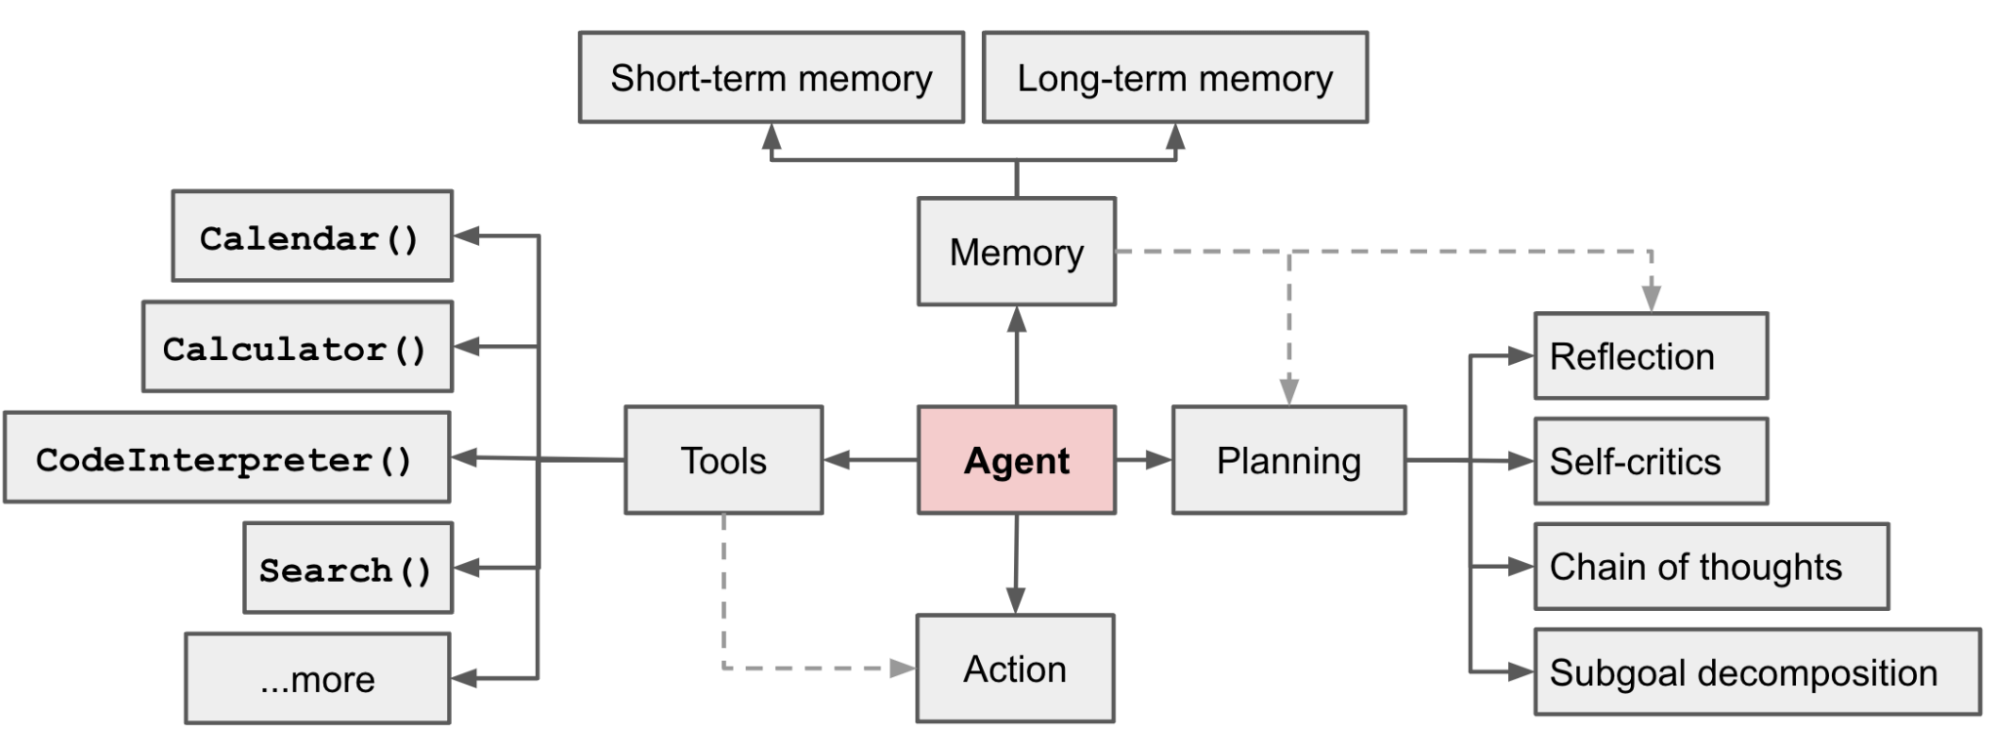 Short-term memory
Long-term memory
Calendar()
Memory
Calculator()
Reflection
CodeInterpreter()
Tools
Agent
Planning
Self-critics
Search()
Chain of thoughts
...more
Action
Subgoal decomposition